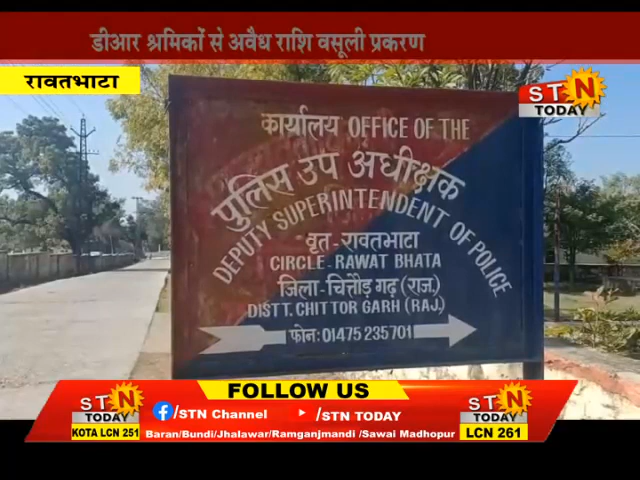 डीआर श्रमिकों से अवैध राशि वसूली प्रकरण
रावतभाटा
STN
TODAY
कार्यालय OFFICE OF THE
पुलिस उप अधीक्षक
DEPUTY SUPERINTENDENT OF POLICE
वृत-रावतभाटा
CIRCLE-RAWAT BHATA
जिला-चित्तौड़ गढ़ (राज.)
DISTT. CHITTOR GARH (RAJ.)
फोन: 01475 235701
FOLLOW US
STN
TODAY
KOTA LCN 251
/STN Channel
/STN TODAY
Baran/Bundi/Jhalawar/Ramganjmandi /Sawai Madhopur
STN
TODAY
LCN 261